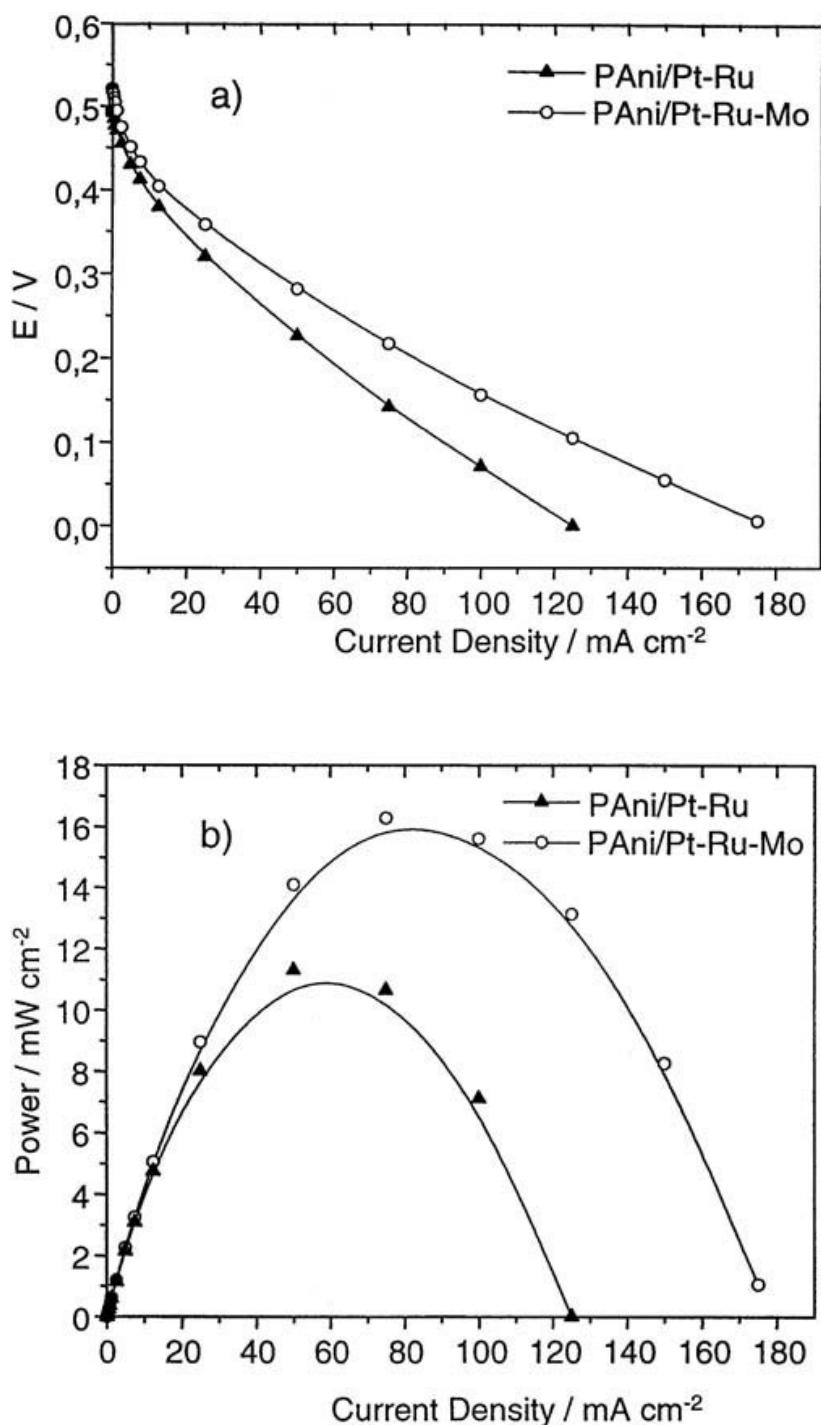 0,6
a)
PAni/Pt-Ru
PAni/Pt-Ru-Mo
0,5
0,4
0,3
0,2
0,1
0,0
E / V
0 20 40 60 80 100 120 140 160 180
Current Density / mA cm⁻²
18
b)
PAni/Pt-Ru
PAni/Pt-Ru-Mo
16
14
12
10
8
6
4
2
0
Power / mW cm⁻²
0 20 40 60 80 100 120 140 160 180
Current Density / mA cm⁻²